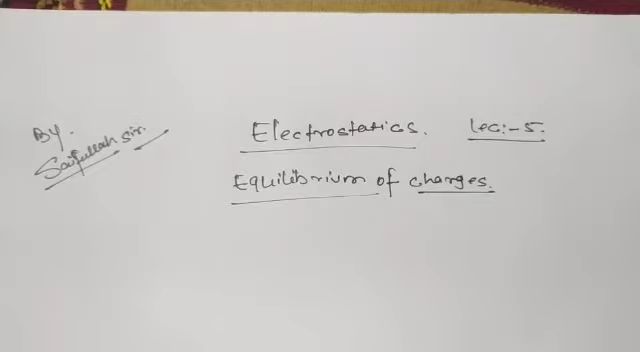 By.
Saifullah Sir.
Electrostatics. Lec:-5.
Equilibrium of charges.